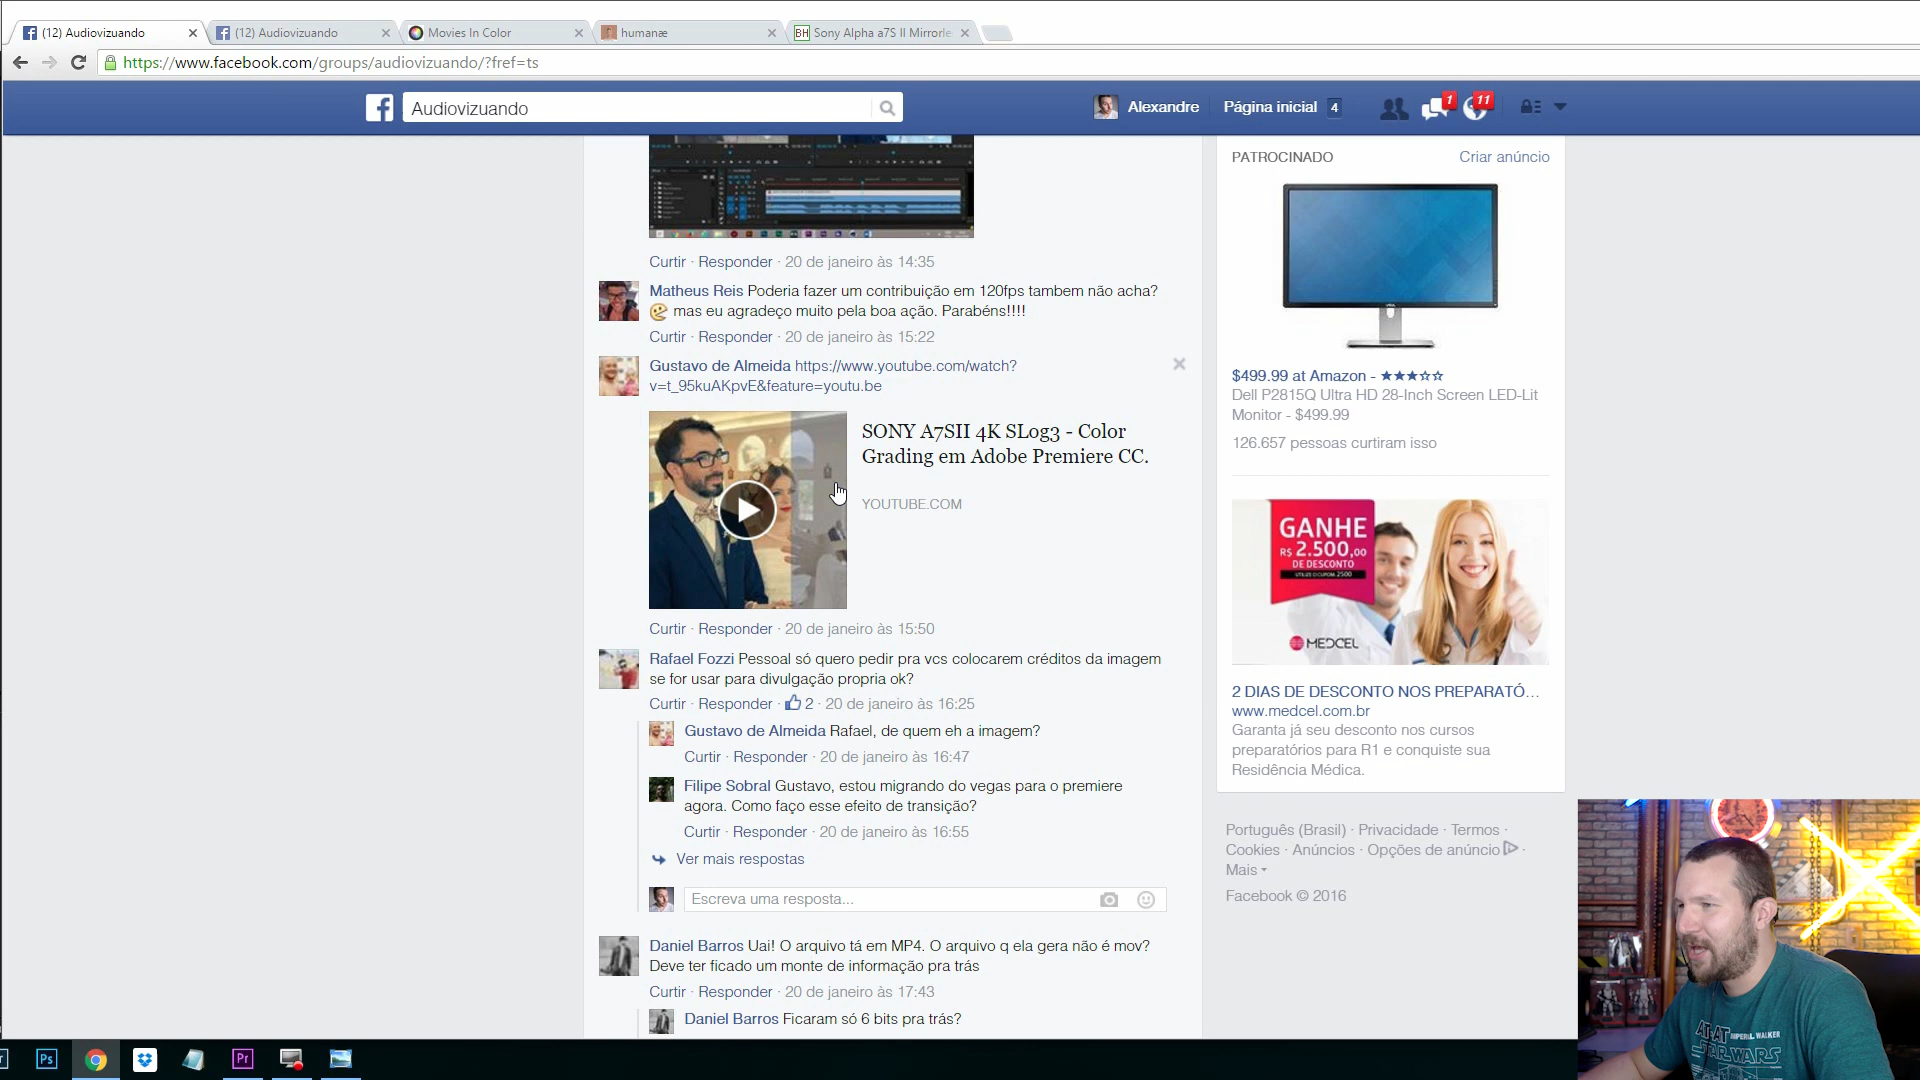 (12) Audiovizuando
(12) Audiovizuando
Movies In Color
humanæ
BH Sony Alpha a7S II Mirrorle
https://www.facebook.com/groups/audiovizuando/?fref=ts
Audiovizuando
Alexandre
Página inicial 4
1
11
Curtir · Responder · 20 de janeiro às 14:35
Matheus Reis Poderia fazer um contribuição em 120fps tambem não acha?
mas eu agradeço muito pela boa ação. Parabéns!!!!
Curtir · Responder · 20 de janeiro às 15:22
Gustavo de Almeida https://www.youtube.com/watch?
v=t_95kuAKpvE&feature=youtu.be
SONY A7SII 4K SLog3 - Color
Grading em Adobe Premiere CC.
YOUTUBE.COM
Curtir · Responder · 20 de janeiro às 15:50
Rafael Fozzi Pessoal só quero pedir pra vcs colocarem créditos da imagem
se for usar para divulgação propria ok?
Curtir · Responder · 2 · 20 de janeiro às 16:25
Gustavo de Almeida Rafael, de quem eh a imagem?
Curtir · Responder · 20 de janeiro às 16:47
Filipe Sobral Gustavo, estou migrando do vegas para o premiere
agora. Como faço esse efeito de transição?
Curtir · Responder · 20 de janeiro às 16:55
Ver mais respostas
Escreva uma resposta...
Daniel Barros Uai! O arquivo tá em MP4. O arquivo q ela gera não é mov?
Deve ter ficado um monte de informação pra trás
Curtir · Responder · 20 de janeiro às 17:43
Daniel Barros Ficaram só 6 bits pra trás?
PATROCINADO
Criar anúncio
$499.99 at Amazon - ★★★☆☆
Dell P2815Q Ultra HD 28-Inch Screen LED-Lit
Monitor - $499.99
126.657 pessoas curtiram isso
GANHE
R$ 2.500,00
DE DESCONTO
UTILIZE O CUPOM 2500
MEDCEL
2 DIAS DE DESCONTO NOS PREPARATÓ...
www.medcel.com.br
Garanta já seu desconto nos cursos
preparatórios para R1 e conquiste sua
Residência Médica.
Português (Brasil) · Privacidade · Termos ·
Cookies · Anúncios · Opções de anúncio ·
Mais
Facebook © 2016
AT-AT
IMPERIAL WALKER
STAR WARS
Ps
Pr